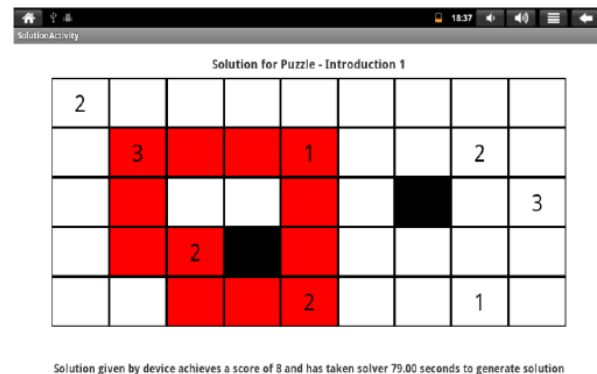 18:37
SolutionActivity
Solution for Puzzle - Introduction 1
2
3 1 2
3
2
2 1
Solution given by device achieves a score of 8 and has taken solver 79.00 seconds to generate solution